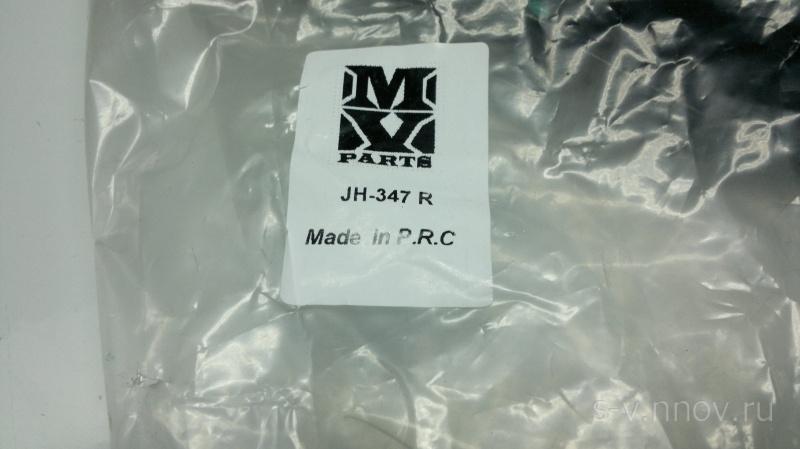 MV
PARTS
JH-347 R
Made in P.R.C
s-v.nnov.ru